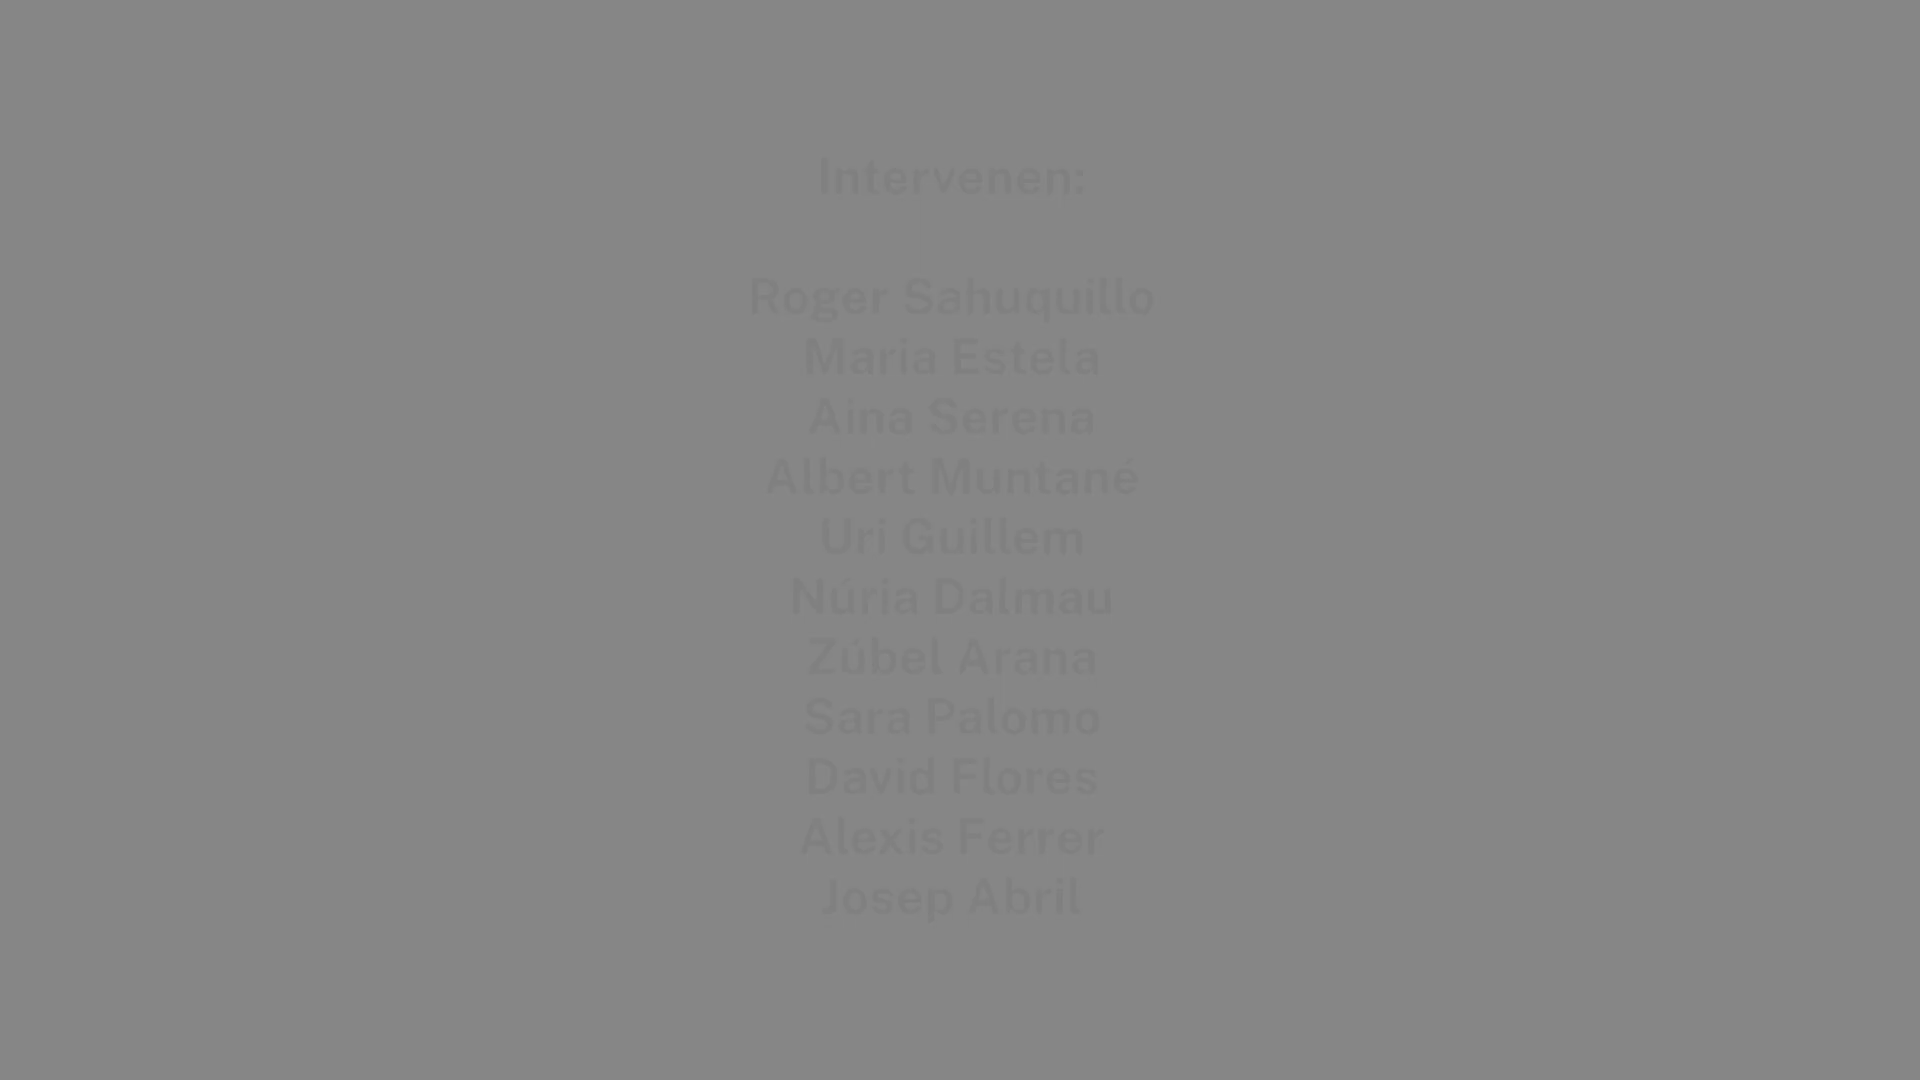 Intervenen:
Roger Sahuquillo
Maria Estela
Aina Serena
Albert Muntané
Uri Guillem
Núria Dalmau
Zúbel Arana
Sara Palomo
David Flores
Alexis Ferrer
Josep Abril